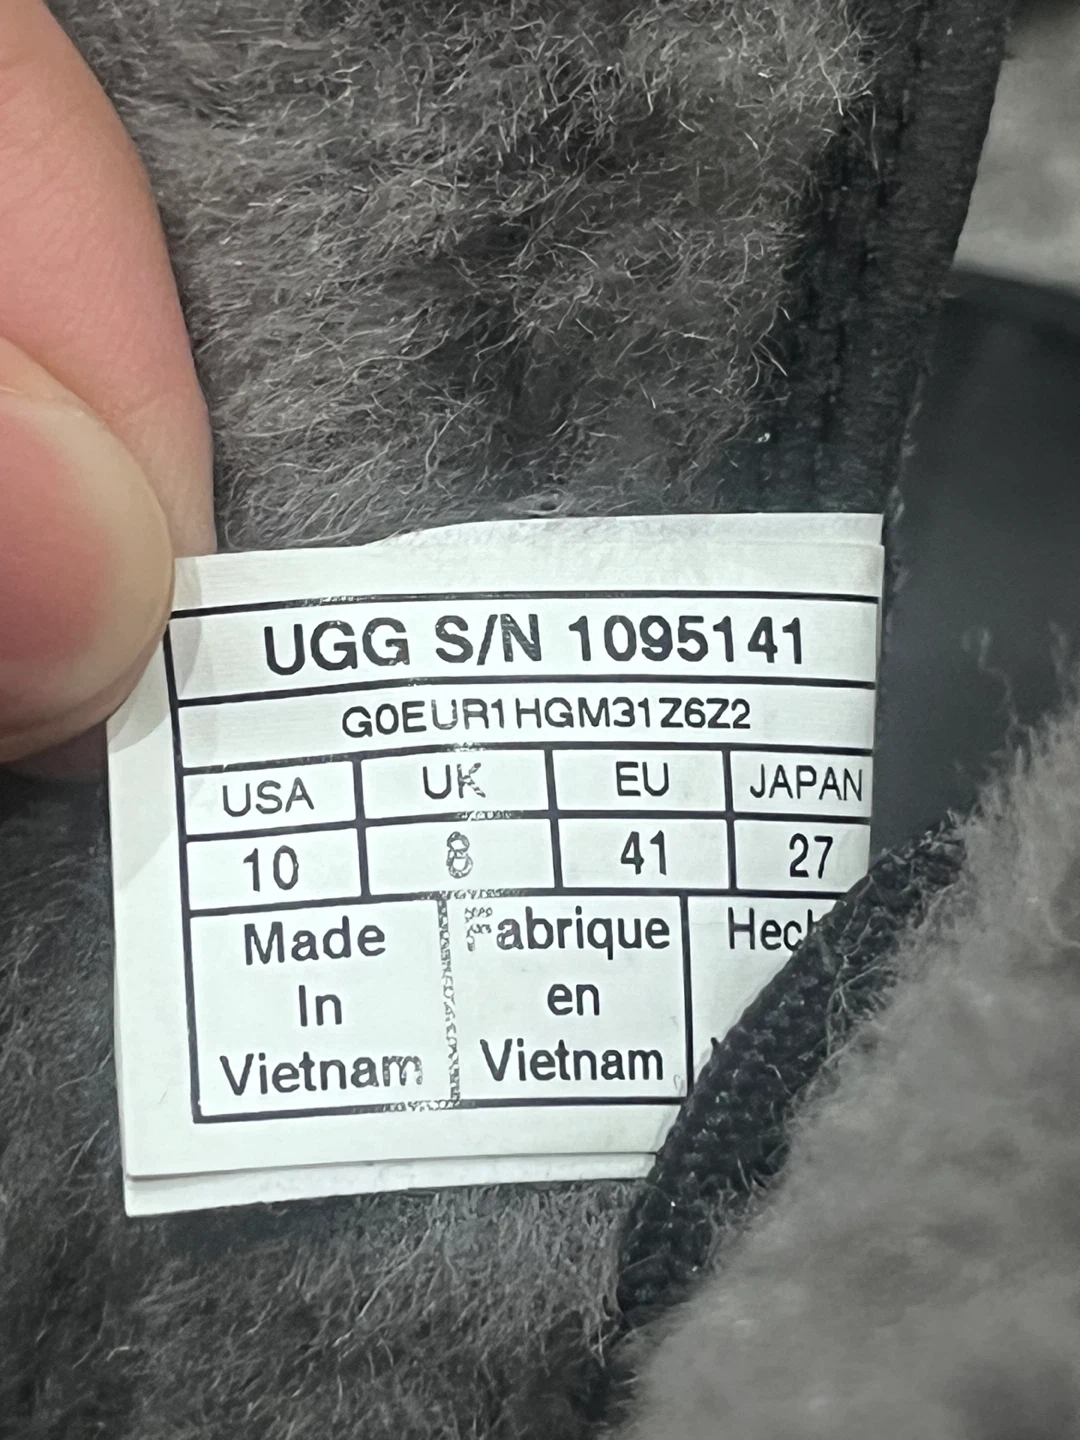 UGG S/N 1095141
G0EUR1HGM31Z6Z2
USA UK EU JAPAN
10 8 41 27
Made Fabrique
In en
Vietnam Vietnam